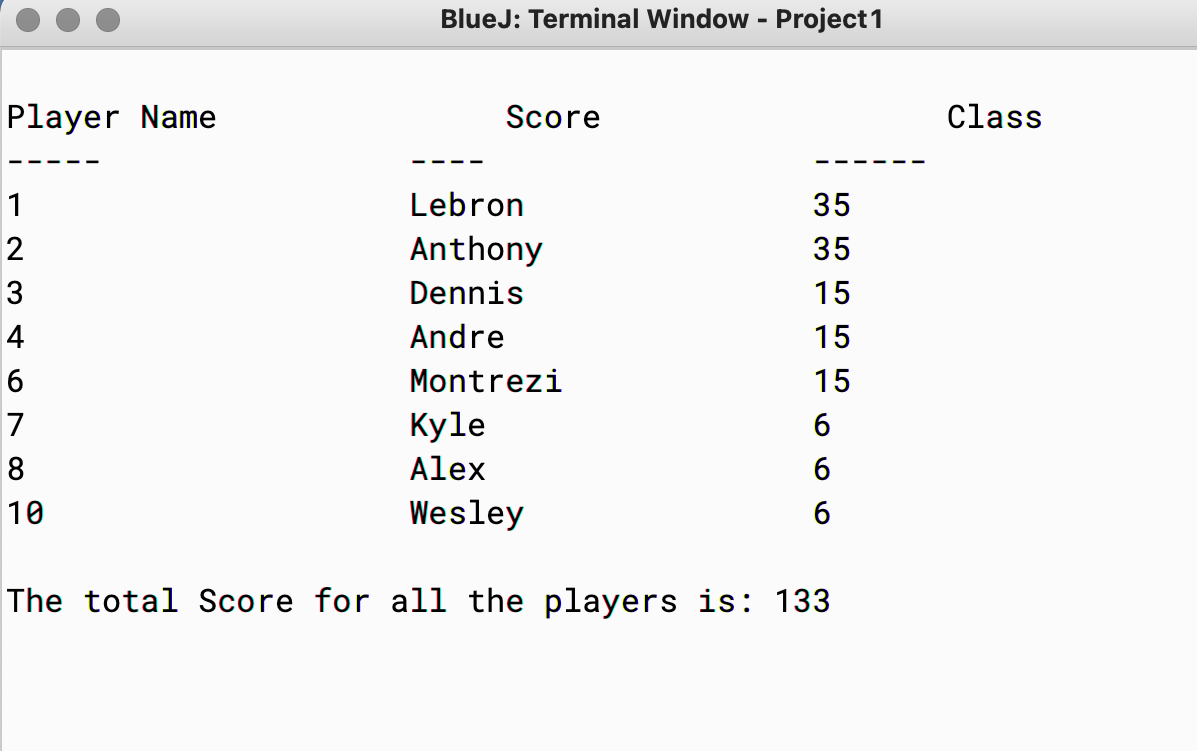 BlueJ: Terminal Window - Project1
Player Name Score Class
----- ---- ------
1 Lebron 35
2 Anthony 35
3 Dennis 15
4 Andre 15
6 Montrezi 15
7 Kyle 6
8 Alex 6
10 Wesley 6
The total Score for all the players is: 133